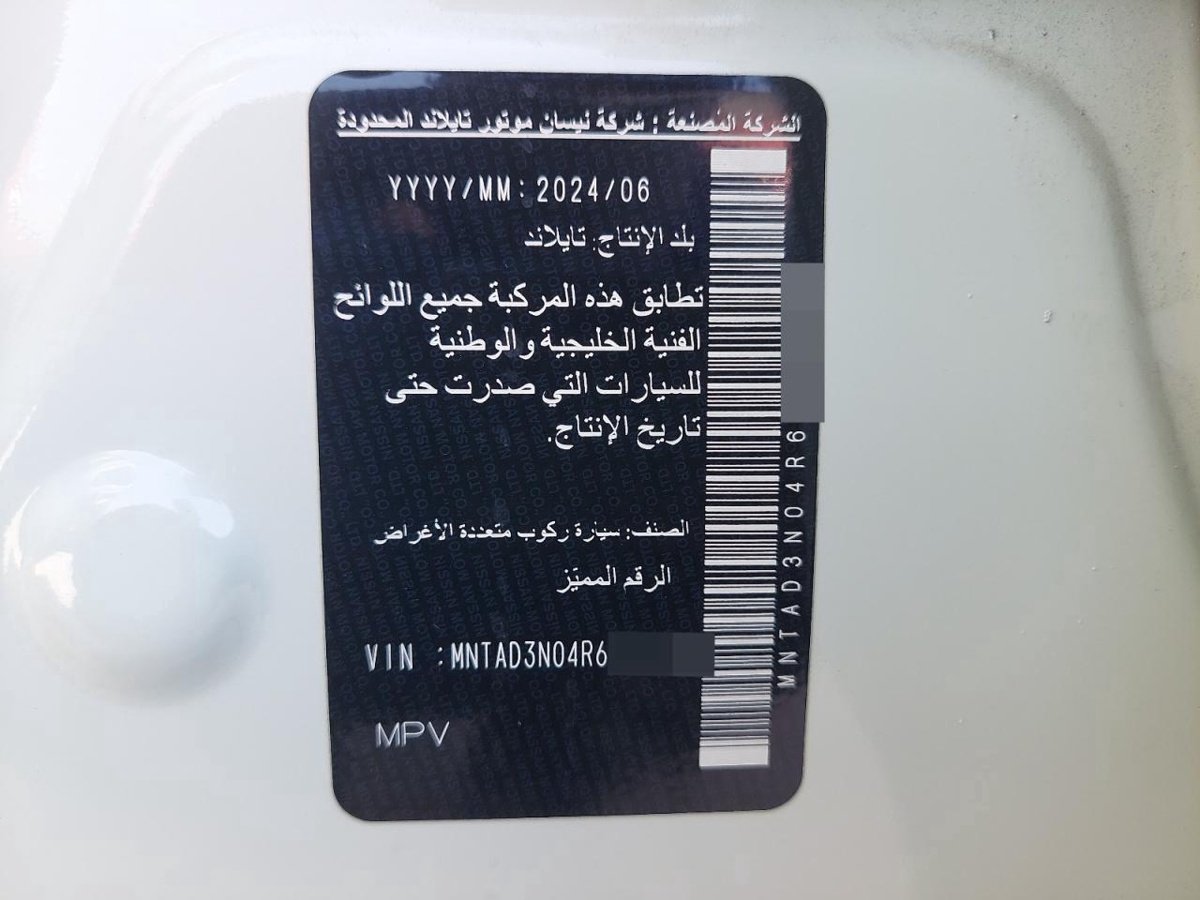 الشركة المصنعة : شركة نيسان موتور تايلاند المحدودة
YYYY/MM:2024/06
بلد الإنتاج: تايلاند
تطابق هذه المركبة جميع اللوائح
الفنية الخليجية والوطنية
للسيارات التي صدرت حتى
تاريخ الإنتاج.
الصنف: سيارة ركوب متعددة الأغراض
الرقم المميّز
VIN :MNTAD3N04R6
MPV
MNTAD3N04R6